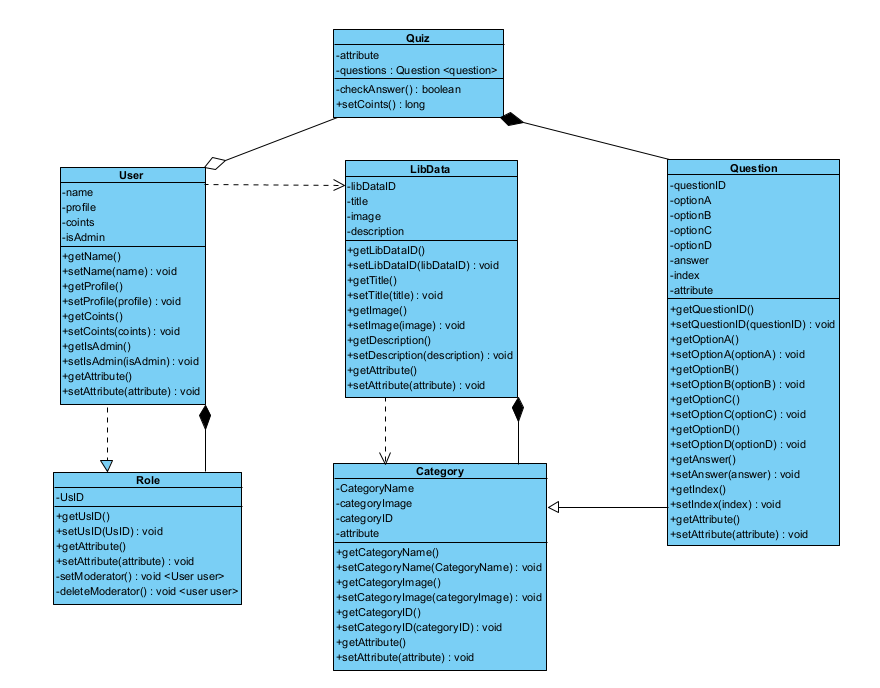 Quiz
-attribute
-questions : Question <question>
-checkAnswer() : boolean
+setCoints() : long
User
-name
-profile
-coints
-isAdmin
+getName()
+setName(name) : void
+getProfile()
+setProfile(profile) : void
+getCoints()
+setCoints(coints) : void
+getIsAdmin()
+setIsAdmin(isAdmin) : void
+getAttribute()
+setAttribute(attribute) : void
LibData
-libDataID
-title
-image
-description
+getLibDataID()
+setLibDataID(libDataID) : void
+getTitle()
+setTitle(title) : void
+getImage()
+setImage(image) : void
+getDescription()
+setDescription(description) : void
+getAttribute()
+setAttribute(attribute) : void
Question
-questionID
-optionA
-optionB
-optionC
-optionD
-answer
-index
-attribute
+getQuestionID()
+setQuestionID(questionID) : void
+getOptionA()
+setOptionA(optionA) : void
+getOptionB()
+setOptionB(optionB) : void
+getOptionC()
+setOptionC(optionC) : void
+getOptionD()
+setOptionD(optionD) : void
+getAnswer()
+setAnswer(answer) : void
+getIndex()
+setIndex(index) : void
+getAttribute()
+setAttribute(attribute) : void
Role
-UsID
+getUsID()
+setUsID(UsID) : void
+getAttribute()
+setAttribute(attribute) : void
-setModerator() : void <User user>
-deleteModerator() : void <user user>
Category
-CategoryName
-categoryImage
-categoryID
-attribute
+getCategoryName()
+setCategoryName(CategoryName) : void
+getCategoryImage()
+setCategoryImage(categoryImage) : void
+getCategoryID()
+setCategoryID(categoryID) : void
+getAttribute()
+setAttribute(attribute) : void